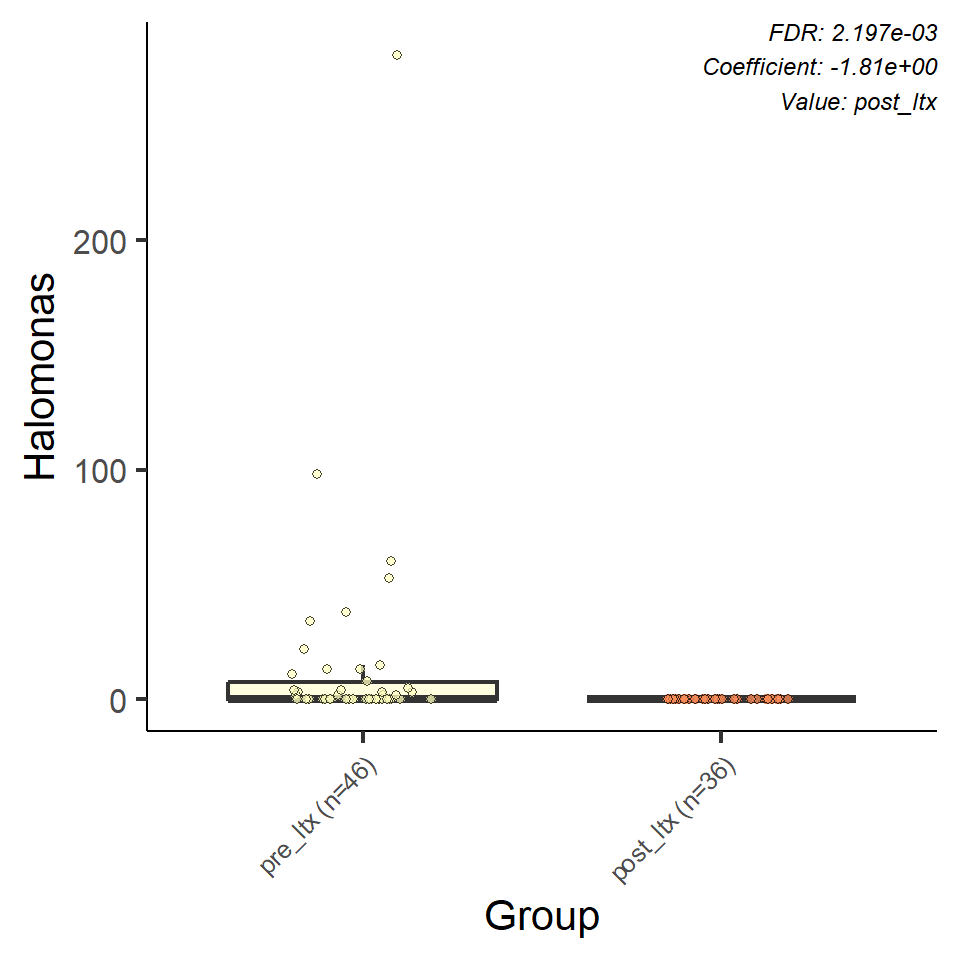 FDR: 2.197e-03
Coefficient: -1.81e+00
Value: post_ltx
Halomonas
200
100
0
pre_ltx (n=46)
post_ltx (n=36)
Group